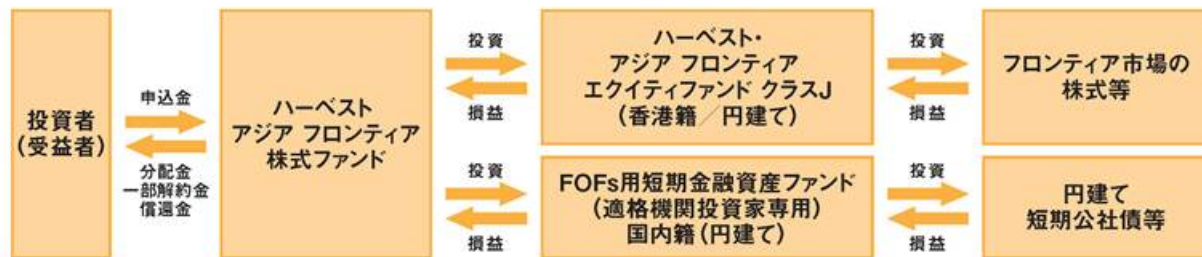 投資者
(受益者)
申込金
分配金
一部解約金
償還金
ハーベスト
アジア フロンティア
株式ファンド
投資
損益
ハーベスト・
アジア フロンティア
エクイティファンド クラスJ
(香港籍／円建て)
投資
損益
フロンティア市場の
株式等
投資
損益
FOFs用短期金融資産ファンド
(適格機関投資家専用)
国内籍(円建て)
投資
損益
円建て
短期公社債等